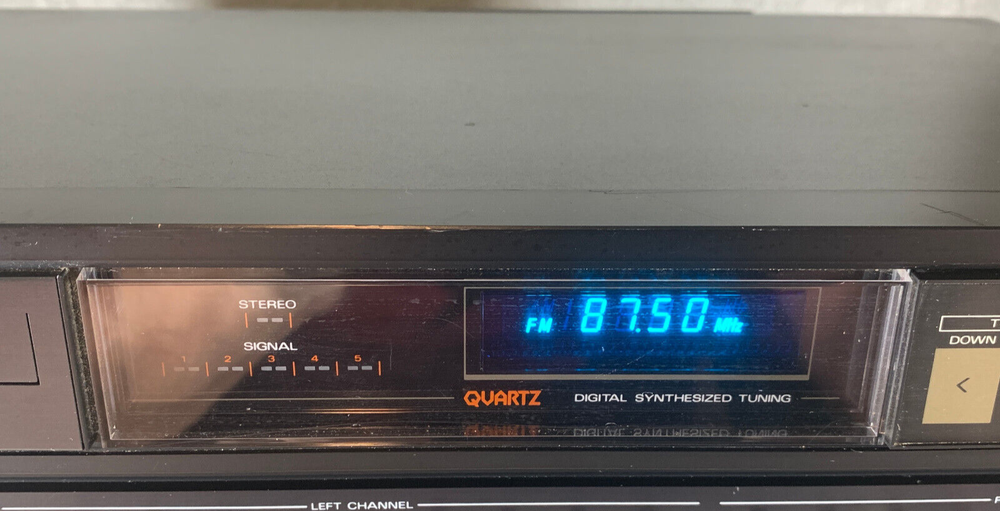 STEREO
SIGNAL
1 2 3 4 5
FM 87.50 MHz
QUARTZ DIGITAL SYNTHESIZED TUNING
DOWN
<
LEFT CHANNEL